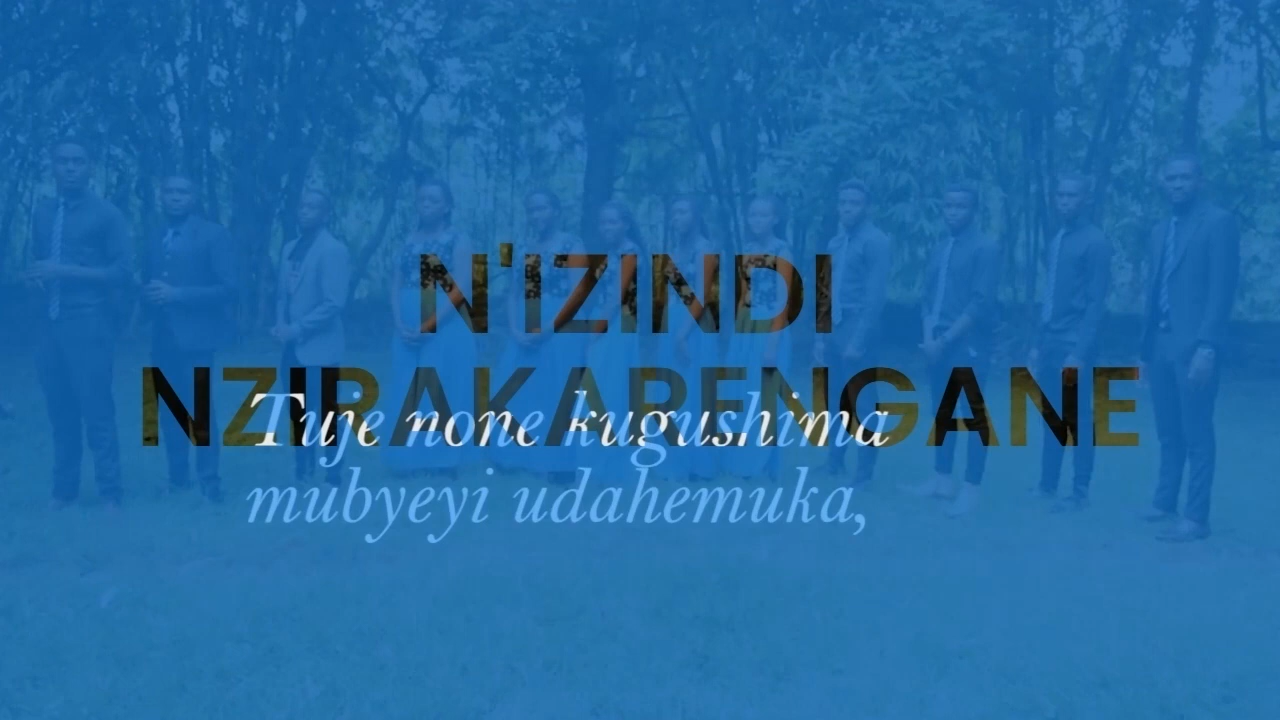 N'IZINDI
NZIRAKARENGANE
Tuje none kugushima
mubyeyi udahemuka,